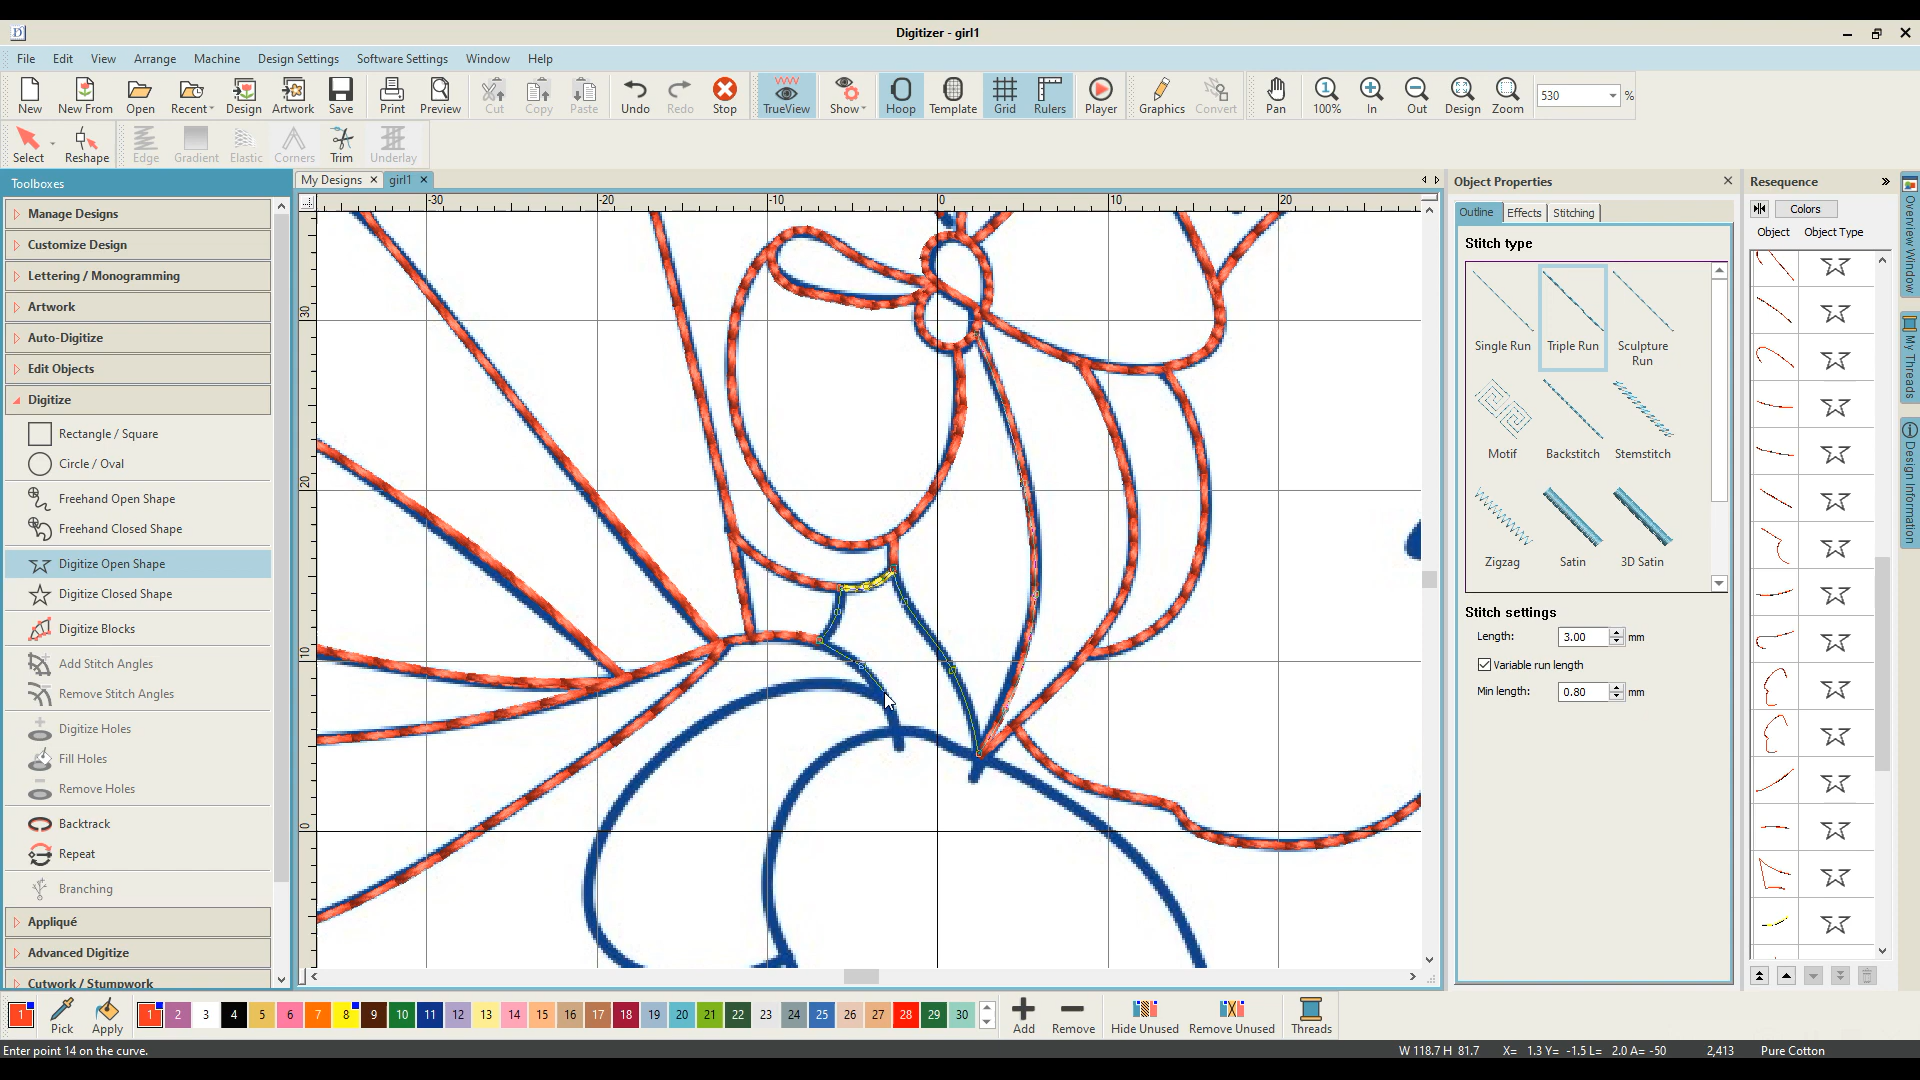 Digitizer - girl1
File Edit View Arrange Machine Design Settings Software Settings Window Help
New New From Open Recent Design Artwork Save Print Preview Cut Copy Paste Undo Redo Stop TrueView Show Hoop Template Grid Rulers Player Graphics Convert Pan 100% In Out Design Zoom 530 %
Select Reshape Edge Gradient Elastic Corners Trim Underlay
Toolboxes
Manage Designs
Customize Design
Lettering / Monogramming
Artwork
Auto-Digitize
Edit Objects
Digitize
Rectangle / Square
Circle / Oval
Freehand Open Shape
Freehand Closed Shape
Digitize Open Shape
Digitize Closed Shape
Digitize Blocks
Add Stitch Angles
Remove Stitch Angles
Digitize Holes
Fill Holes
Remove Holes
Backtrack
Repeat
Branching
Appliqué
Advanced Digitize
Cutwork / Stumpwork
My Designs girl1
-30 -20 -10 0 10 20
30
20
10
0
Object Properties
Outline Effects Stitching
Stitch type
Single Run Triple Run Sculpture Run
Motif Backstitch Stemstitch
Zigzag Satin 3D Satin
Stitch settings
Length: 3.00 mm
Variable run length
Min length: 0.80 mm
Resequence
Colors
Object Object Type
Overview Window
My Threads
Design Information
1 Pick Apply 1 2 3 4 5 6 7 8 9 10 11 12 13 14 15 16 17 18 19 20 21 22 23 24 25 26 27 28 29 30 Add Remove Hide Unused Remove Unused Threads
Enter point 14 on the curve. W 118.7 H 81.7 X= 1.3 Y= -1.5 L= 2.0 A= -50 2,413 Pure Cotton